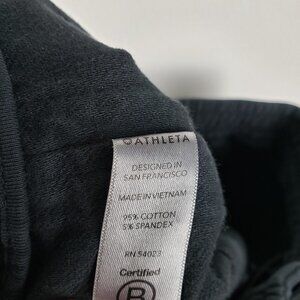 ©ATHLETA
DESIGNED IN
SAN FRANCISCO
MADE IN VIETNAM
95% COTTON
5% SPANDEX
RN 54023
Certified
B